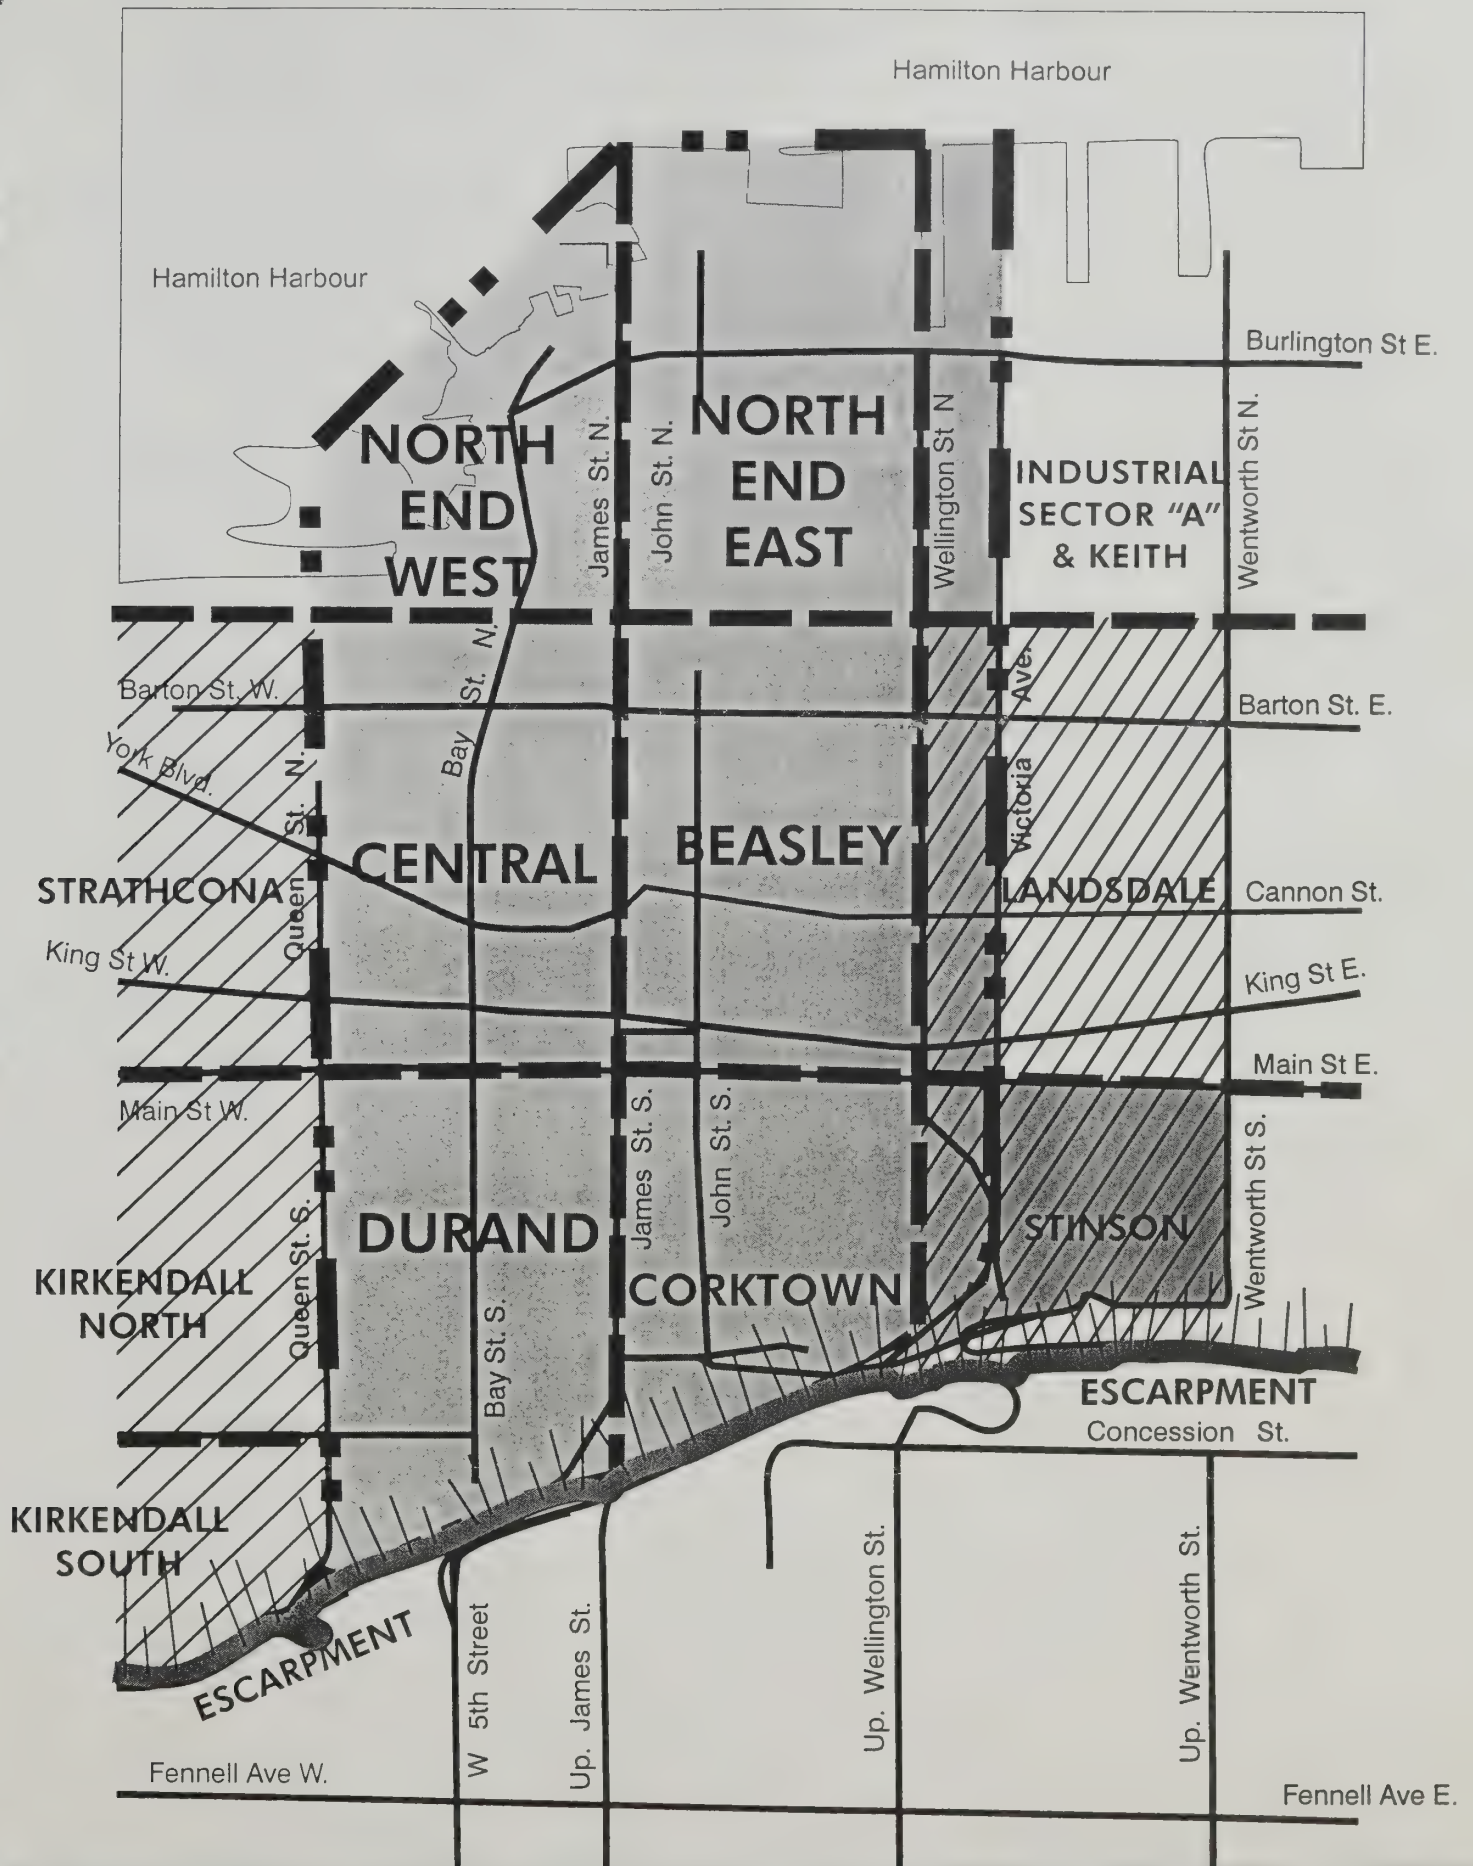 Hamilton Harbour
Hamilton Harbour
Burlington St E.
NORTH
END
WEST
James St. N.
John St. N.
NORTH
END
EAST
Wellington St N
INDUSTRIAL
SECTOR "A"
& KEITH
Wentworth St N.
Barton St. W.
Bay St. N.
Victoria Ave.
Barton St. E.
York Blvd.
Queen St. N.
STRATHCONA
CENTRAL
BEASLEY
LANDSDALE
Cannon St.
King St W.
King St E.
Main St E.
Main St W.
James St. S.
John St. S.
Wentworth St S.
Queen St. S.
DURAND
STINSON
KIRKENDALL
NORTH
CORKTOWN
Bay St. S.
ESCARPMENT
Concession St.
KIRKENDALL
SOUTH
ESCARPMENT
W 5th Street
Up. James St.
Up. Wellington St.
Up. Wentworth St.
Fennell Ave W.
Fennell Ave E.